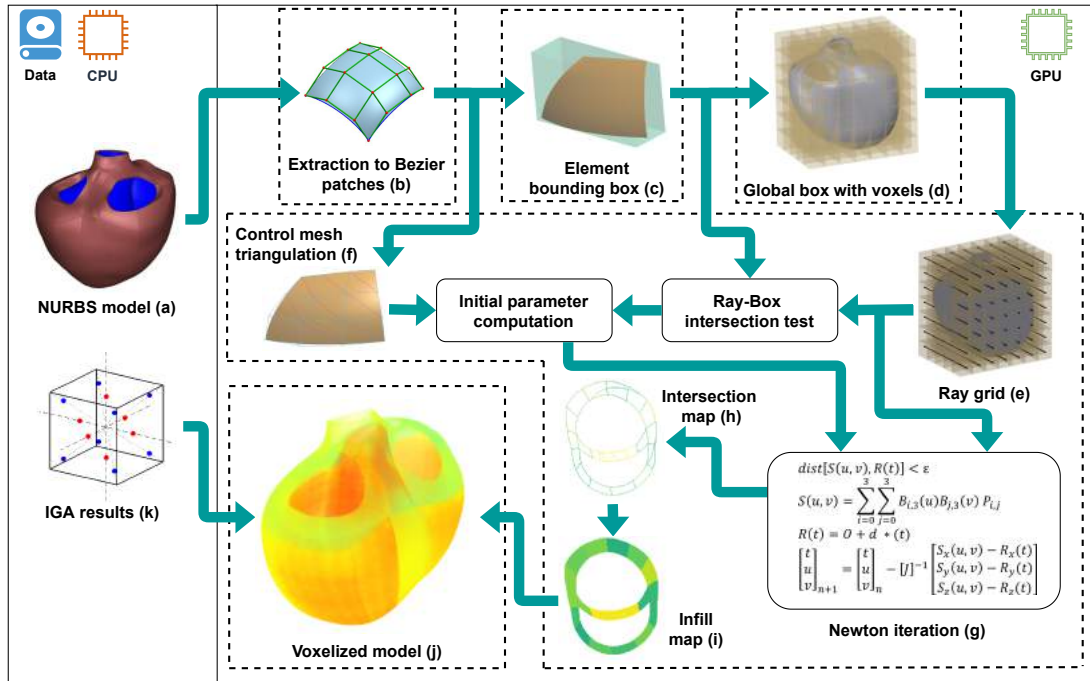 Data
CPU
GPU
Extraction to Bezier
patches (b)
Element
bounding box (c)
Global box with voxels (d)
NURBS model (a)
Control mesh
triangulation (f)
Initial parameter
computation
Ray-Box
intersection test
Ray grid (e)
Intersection
map (h)
IGA results (k)
dist[S(u, v), R(t)] < ε
S(u, v) = ∑_{i=0}^{3} ∑_{j=0}^{3} B_{i,3}(u)B_{j,3}(v) P_{i,j}
R(t) = O + d * (t)
[t u v]_{n+1} = [t u v]_n − [J]^{-1} [S_x(u, v) − R_x(t) S_y(u, v) − R_y(t) S_z(u, v) − R_z(t)]
Newton iteration (g)
Infill
map (i)
Voxelized model (j)